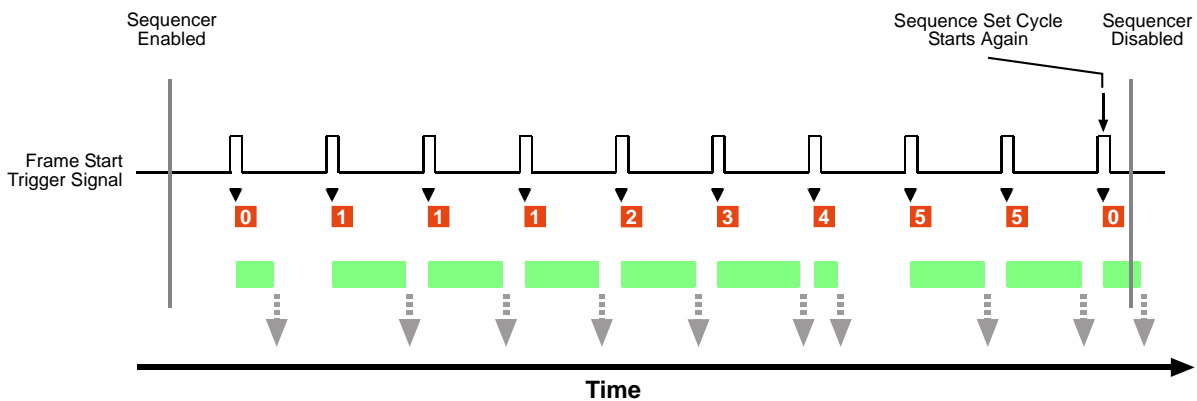 Sequencer
Enabled
Sequence Set Cycle
Starts Again
Sequencer
Disabled
Frame Start
Trigger Signal
0 1 1 1 2 3 4 5 5 0
Time